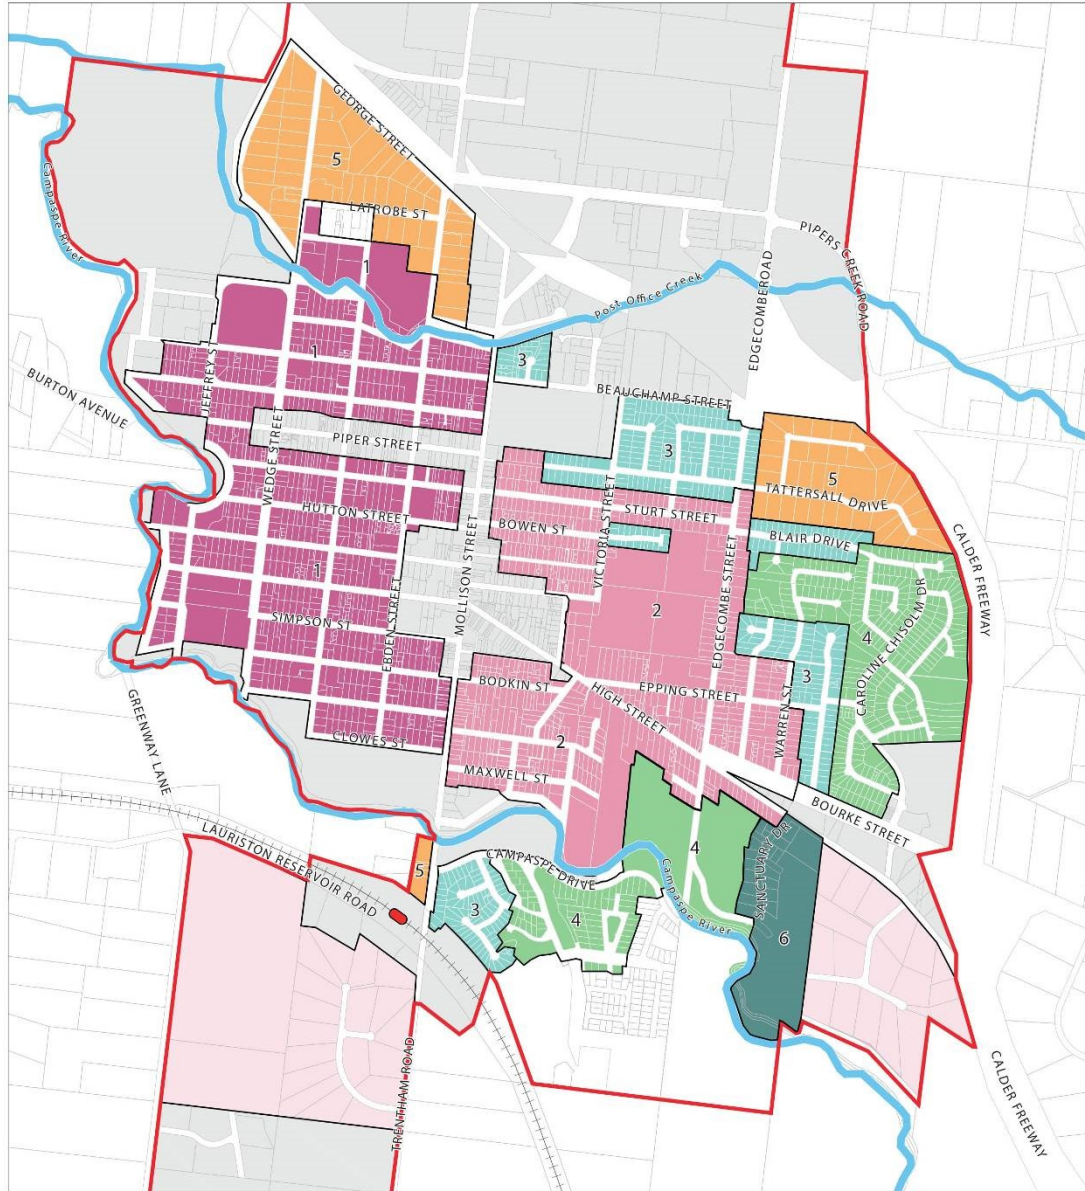 GEORGE STREET
5
LATROBE ST
1
Campaspe River
PIPERS CREEK ROAD
EDGECOMBEROAD
Post Office Creek
JEFFREY ST
1
3
BEAUCHAMP STREET
BURTON AVENUE
PIPER STREET
WEDGE STREET
3
5
TATTERSALL DRIVE
HUTTON STREET
BOWEN ST
STURT STREET
VICTORIA STREET
BLAIR DRIVE
CALDER FREEWAY
MOLLISON STREET
EDGECOMBE STREET
1
2
SIMPSON ST
EBDEN STREET
4
CAROLINE CHISOLM DR
3
BODKIN ST
HIGH STREET
EPPING STREET
WARREN ST
GREENWAY LANE
CLOWES ST
2
MAXWELL ST
BOURKE STREET
LAURISTON RESERVOIR ROAD
5
CAMPASPE DRIVE
4
SANCTUARY DR
Campaspe River
3
4
6
TRENTHAM ROAD
CALDER FREEWAY